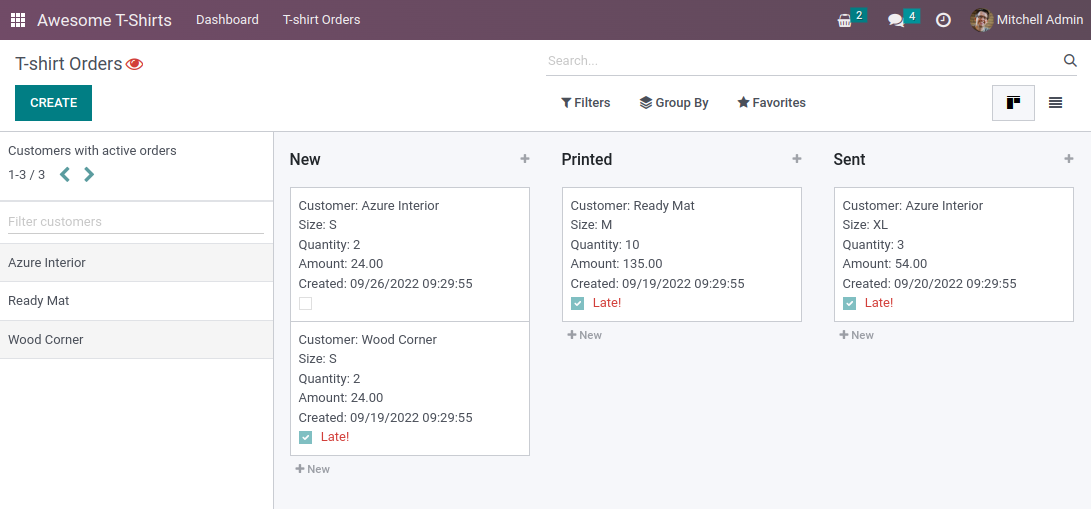 Awesome T-Shirts Dashboard T-shirt Orders 2 4 Mitchell Admin
T-shirt Orders
Search...
CREATE
Filters Group By Favorites
Customers with active orders
1-3 / 3
Filter customers
Azure Interior
Ready Mat
Wood Corner
New
Customer: Azure Interior
Size: S
Quantity: 2
Amount: 24.00
Created: 09/26/2022 09:29:55
Customer: Wood Corner
Size: S
Quantity: 2
Amount: 24.00
Created: 09/19/2022 09:29:55
Late!
New
Printed
Customer: Ready Mat
Size: M
Quantity: 10
Amount: 135.00
Created: 09/19/2022 09:29:55
Late!
New
Sent
Customer: Azure Interior
Size: XL
Quantity: 3
Amount: 54.00
Created: 09/20/2022 09:29:55
Late!
New